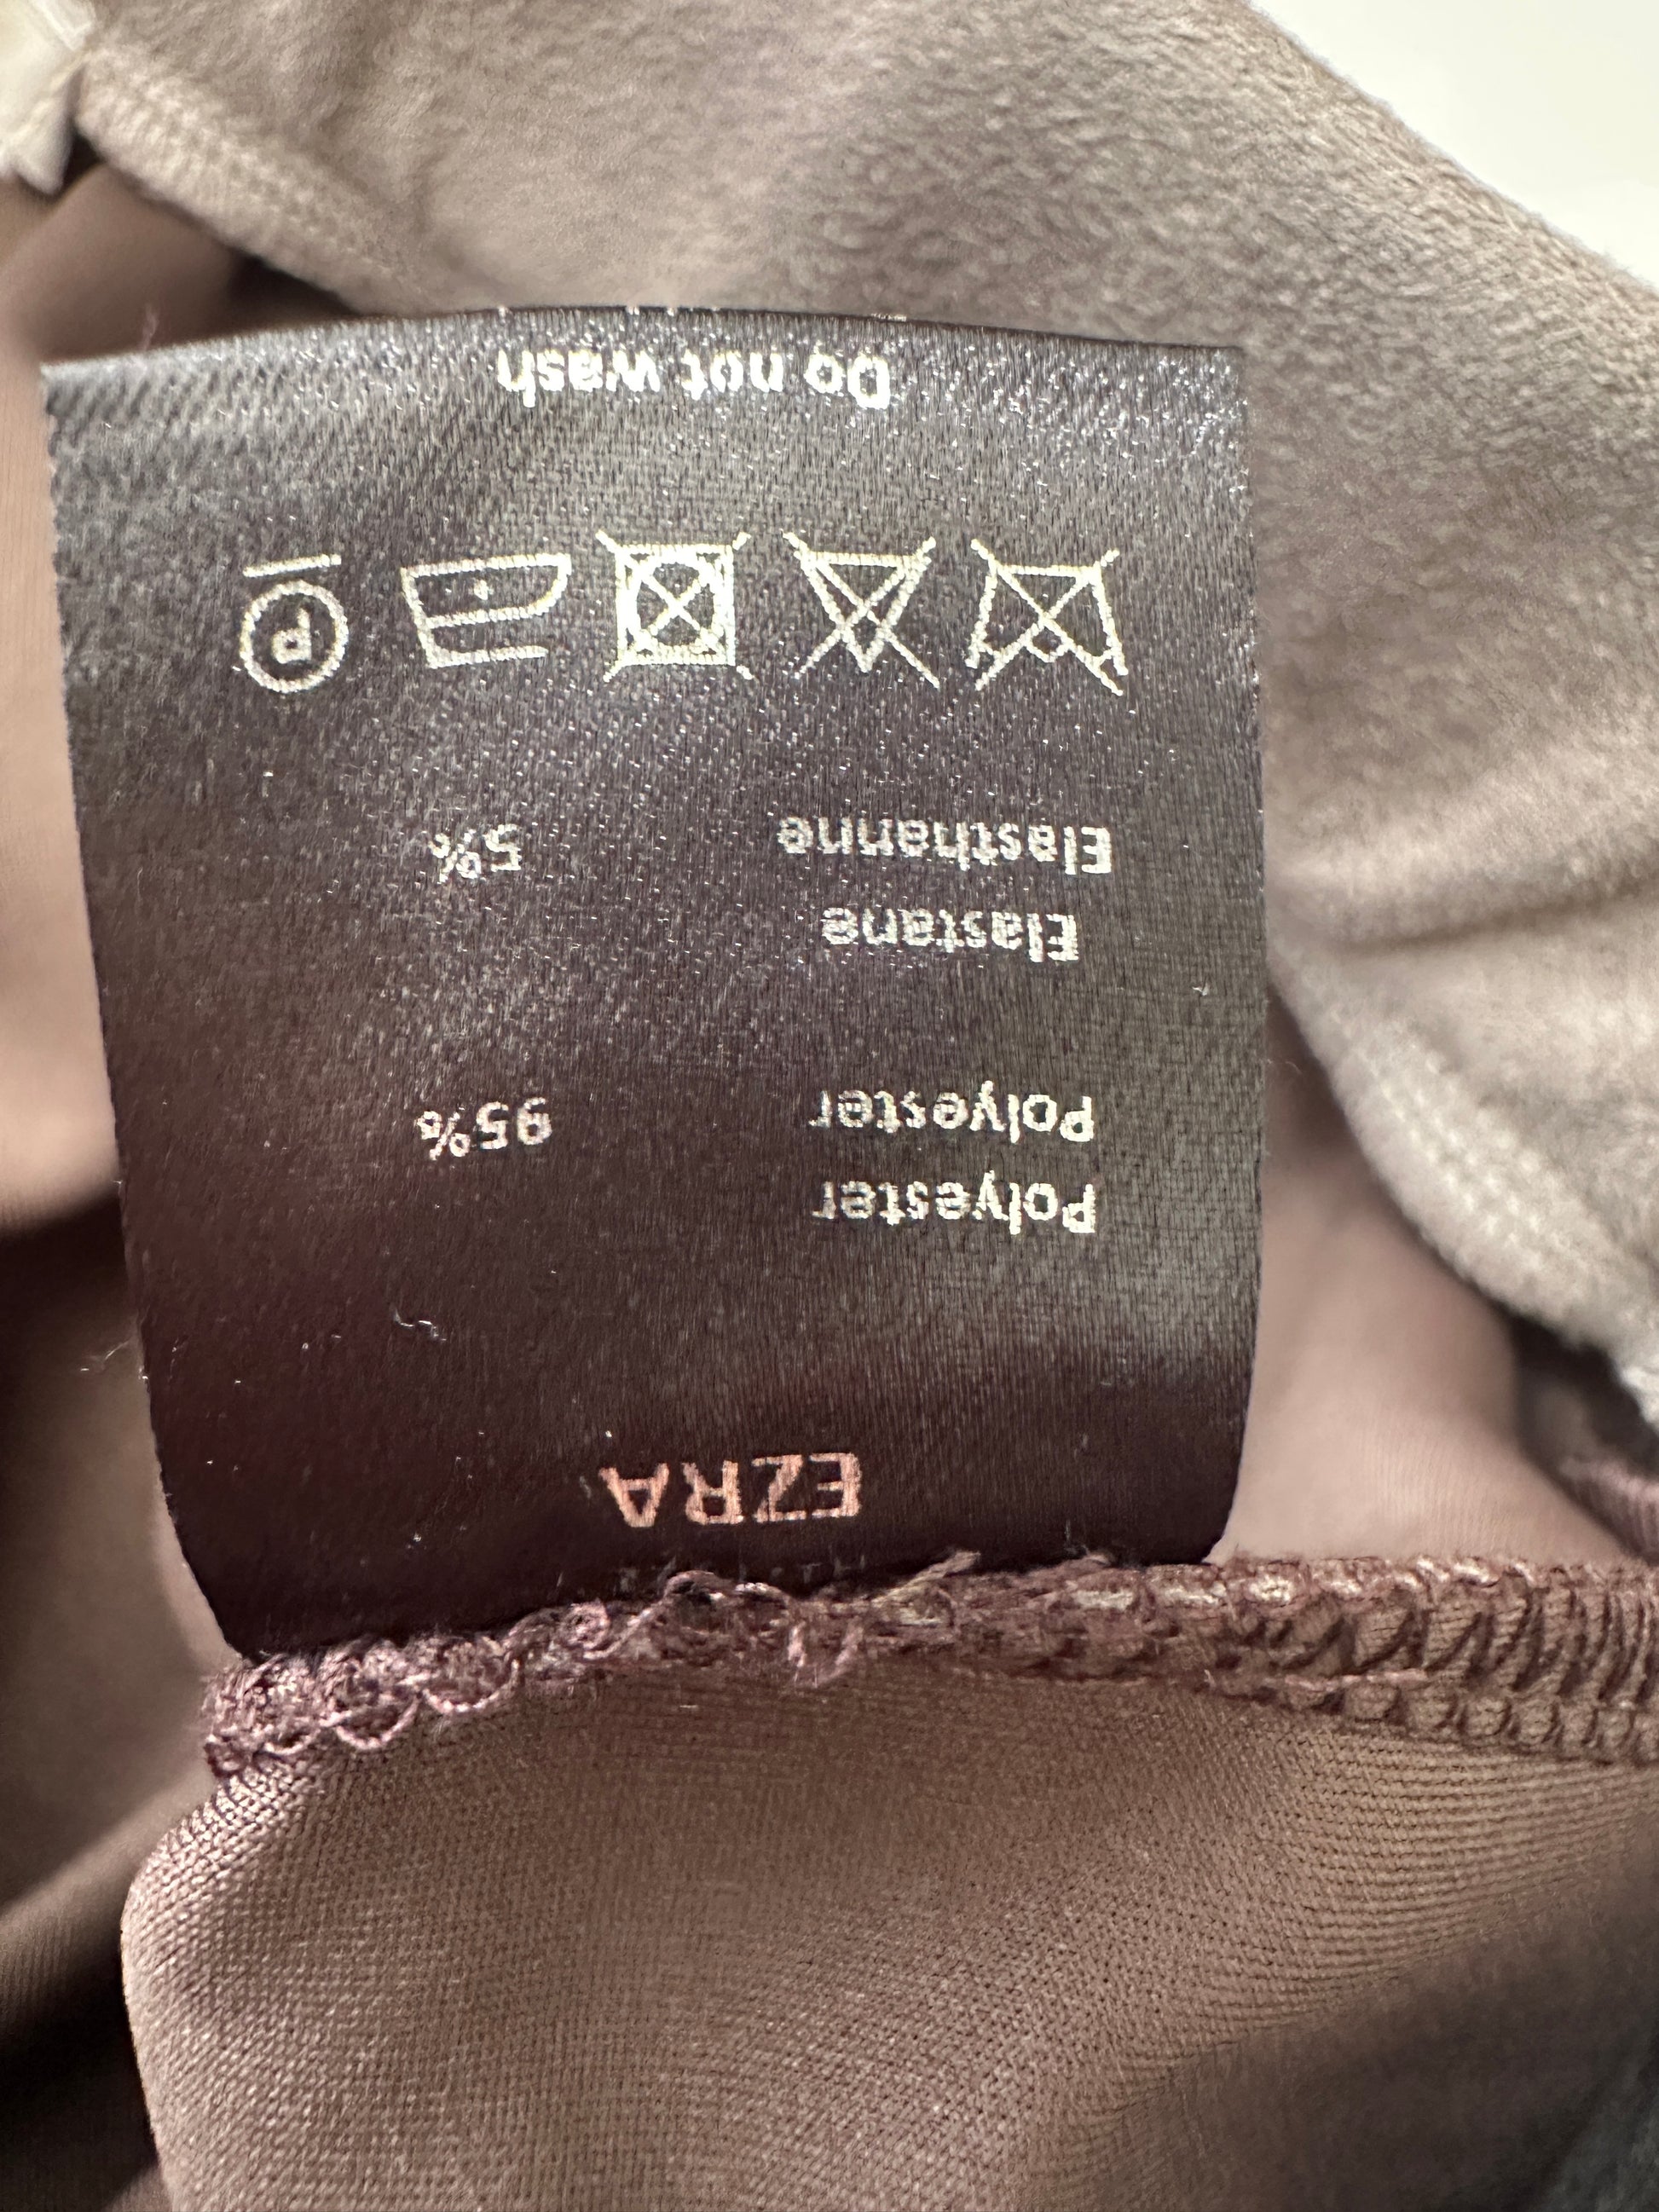 EZRA
Polyester
Polyester 95%
Elastane
Elasthanne 5%
P
Do not wash